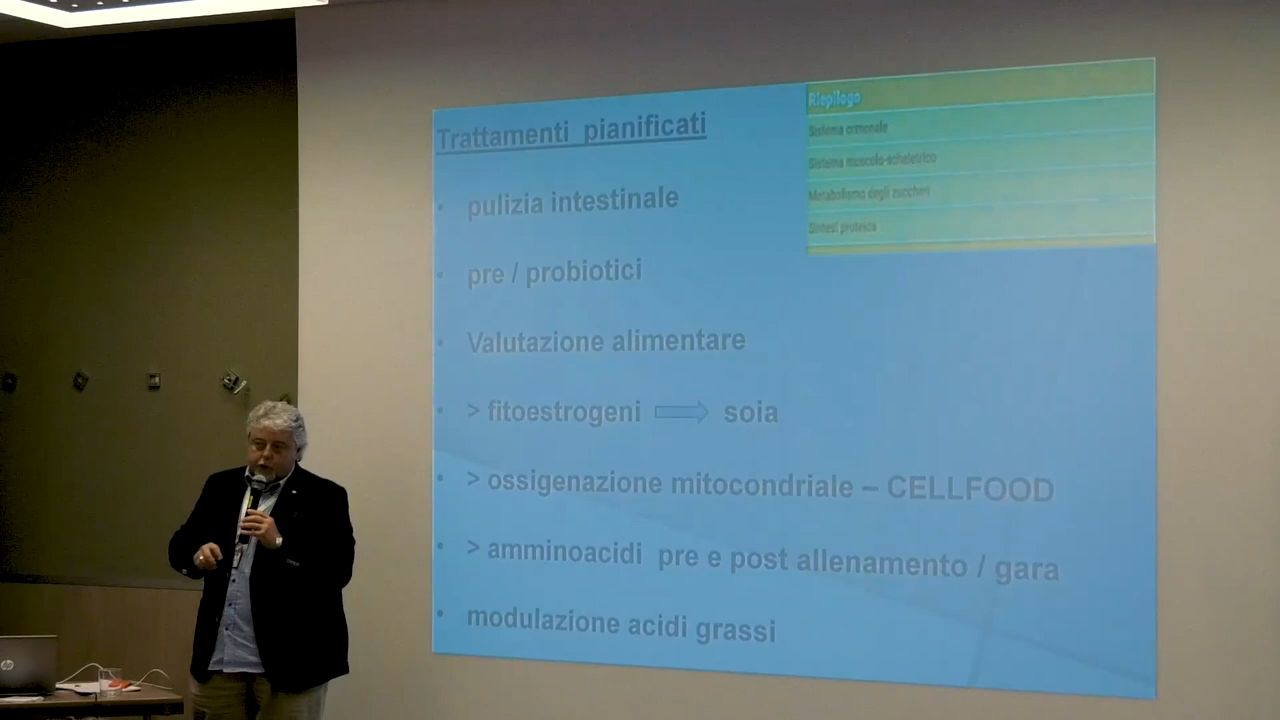 Trattamenti pianificati
• pulizia intestinale
• pre / probiotici
• Valutazione alimentare
• > fitoestrogeni ⇨ soia
• > ossigenazione mitocondriale – CELLFOOD
• > amminoacidi pre e post allenamento / gara
• modulazione acidi grassi
Riepilogo
Sistema ormonale
Sistema muscolo-scheletrico
Metabolismo degli zuccheri
Sintesi proteica
hp